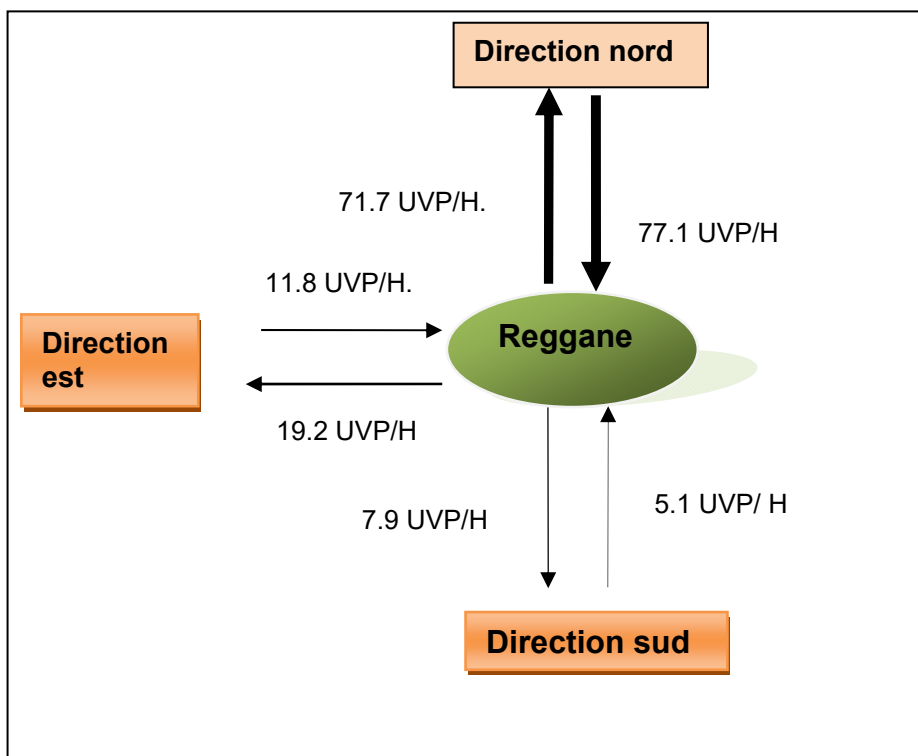 Direction nord
71.7 UVP/H.
77.1 UVP/H
11.8 UVP/H.
Reggane
Direction
est
19.2 UVP/H
7.9 UVP/H
5.1 UVP/ H
Direction sud